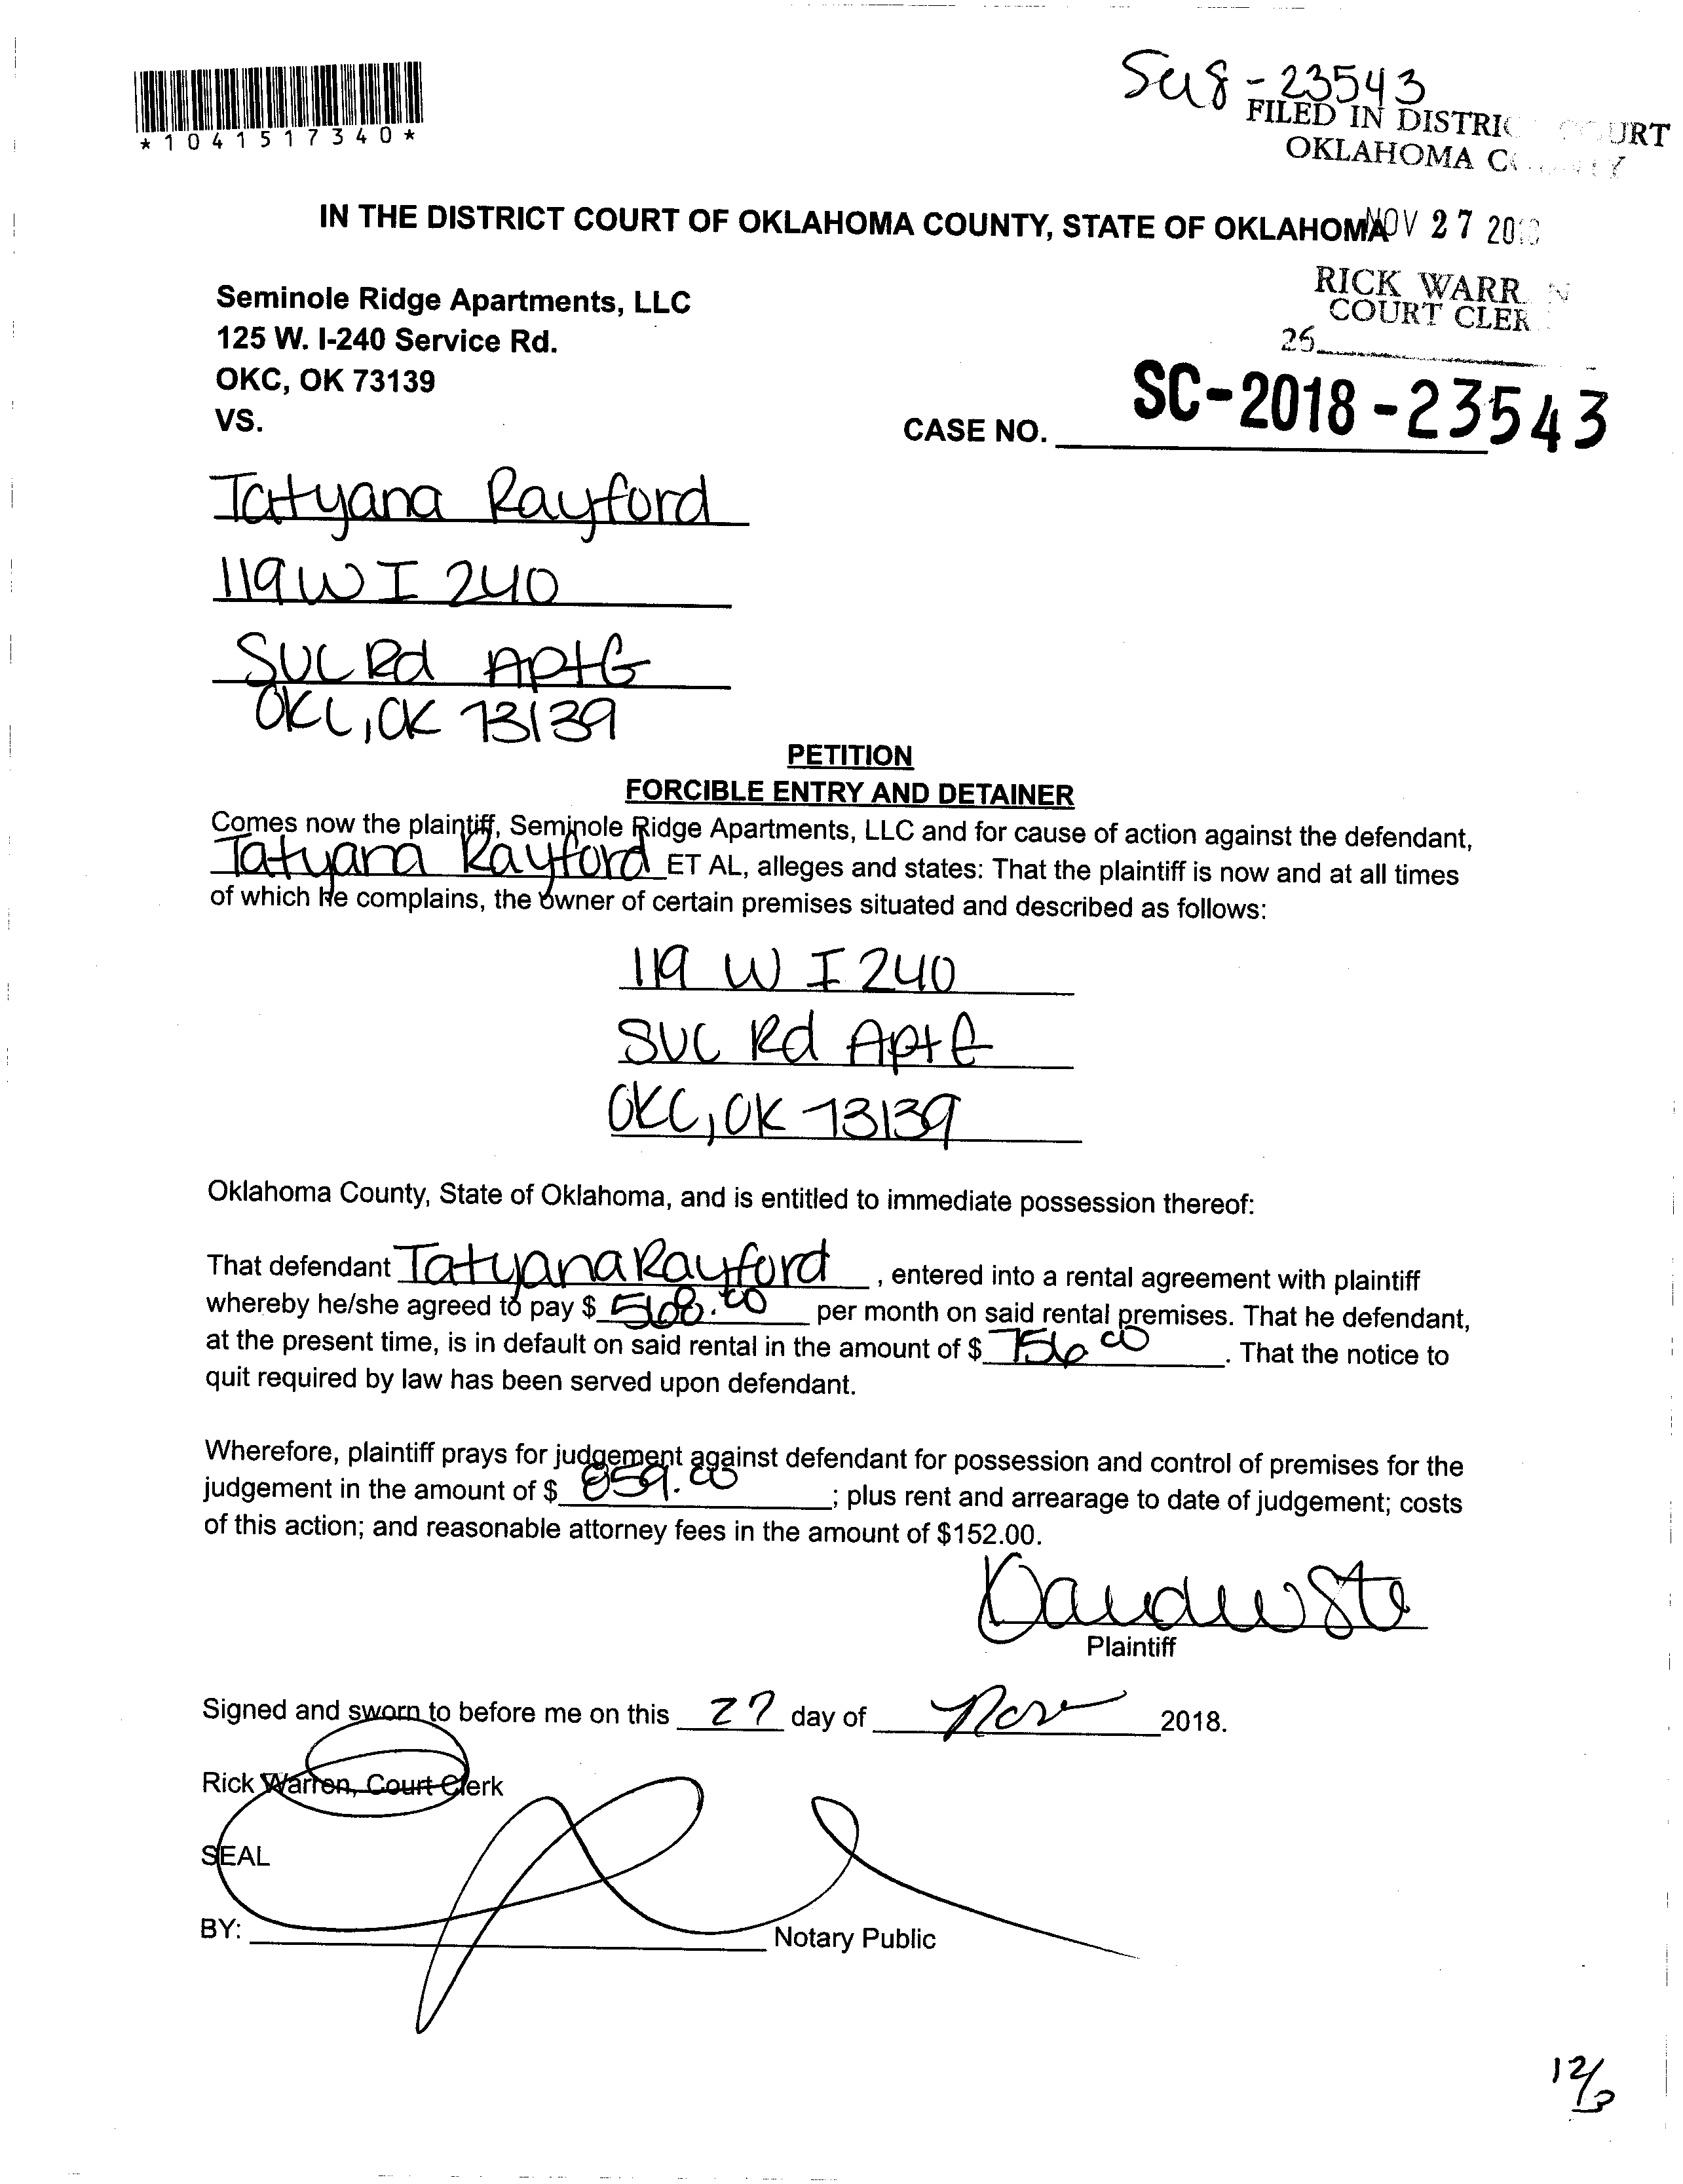 *1041517340*
SC18-23543
FILED IN DISTRIC URT
OKLAHOMA C Y
IN THE DISTRICT COURT OF OKLAHOMA COUNTY, STATE OF OKLAHOMA NOV 27 201
RICK WARR N
COURT CLER
Seminole Ridge Apartments, LLC
125 W. I-240 Service Rd.
26
OKC, OK 73139
VS.
CASE NO. SC-2018-23543
Tatyana Rayford
119 W I 240
SVC Rd Apt G
OKC, OK 73139
PETITION
FORCIBLE ENTRY AND DETAINER
Comes now the plaintiff, Seminole Ridge Apartments, LLC and for cause of action against the defendant,
Tatyana Rayford ET AL, alleges and states: That the plaintiff is now and at all times
of which he complains, the owner of certain premises situated and described as follows:
119 W I 240
SVC Rd Apt G
OKC, OK 73139
Oklahoma County, State of Oklahoma, and is entitled to immediate possession thereof:
That defendant Tatyana Rayford, entered into a rental agreement with plaintiff
whereby he/she agreed to pay $ 568.00 per month on said rental premises. That he defendant,
at the present time, is in default on said rental in the amount of $ 756 00. That the notice to
quit required by law has been served upon defendant.
Wherefore, plaintiff prays for judgement against defendant for possession and control of premises for the
judgement in the amount of $ 859.00; plus rent and arrearage to date of judgement; costs
of this action; and reasonable attorney fees in the amount of $152.00.
Plaintiff
Signed and sworn to before me on this 27 day of Nov 2018.
Rick Warren, Court Clerk
SEAL
BY: Notary Public